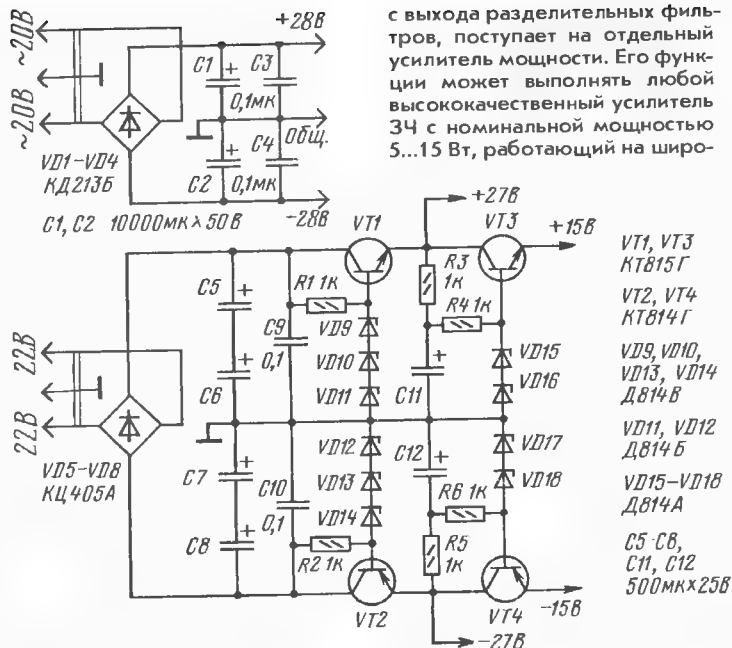 с выхода разделительных филь-
тров, поступает на отдельный
усилитель мощности. Его функ-
ции может выполнять любой
высококачественный усилитель
ЗЧ с номинальной мощностью
5...15 Вт, работающий на широ-
~20В
~20В
VD1-VD4
КД213Б
С1, С2 10000мк×50В
+28В
С1 + С3
0,1мк
Общ.
С2 + С4
0,1мк
-28В
+27В
VT1
VT3
+15В
22В
22В
VD5-VD8
КЦ405А
С5 +
С6 +
С7 +
С8 +
С9
0,1
С10
0,1
R1 1к
VD9
VD10
VD11
VD12
VD13
VD14
R2 1к
VT2
R3
1к
R4 1к
+
С11
С12 +
R6 1к
R5
1к
VD15
VD16
VD17
VD18
VT4
-15В
-27В
VT1, VT3
КТ815Г
VT2, VT4
КТ814Г
VD9, VD10,
VD13, VD14
Д814В
VD11, VD12
Д814Б
VD15-VD18
Д814А
С5-С8,
С11, С12
500мк×25В